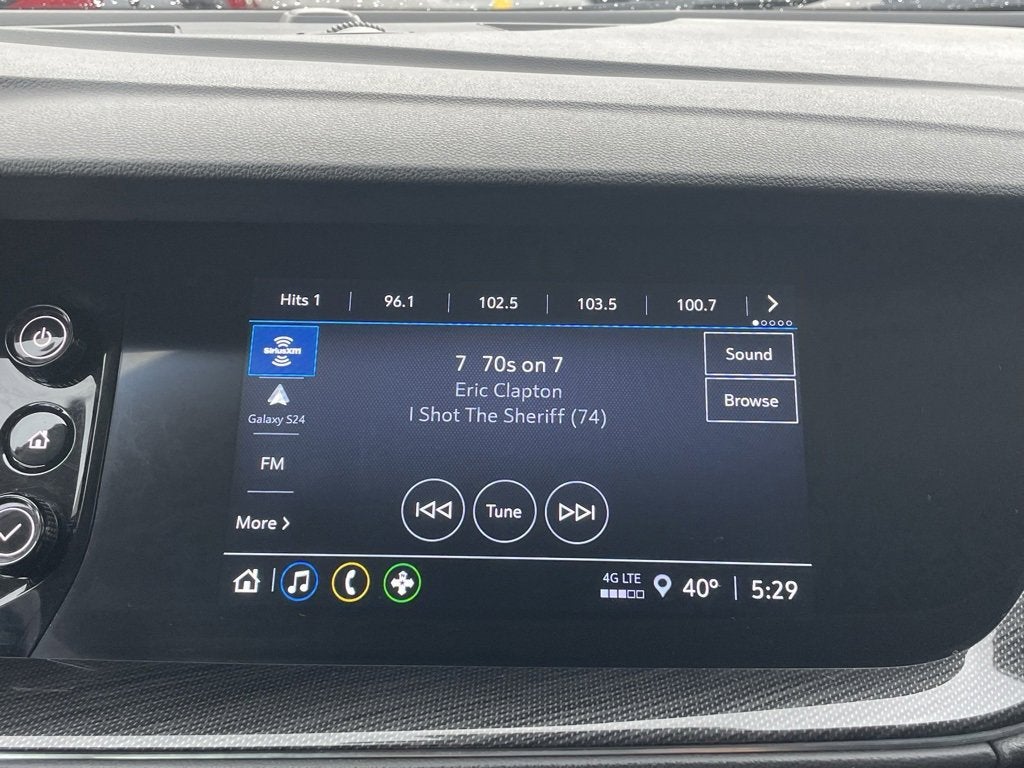 Hits 1 96.1 102.5 103.5 100.7
SiriusXM
7 70s on 7
Sound
Eric Clapton
Browse
Galaxy S24
I Shot The Sheriff (74)
FM
More
Tune
4G LTE
40° 5:29